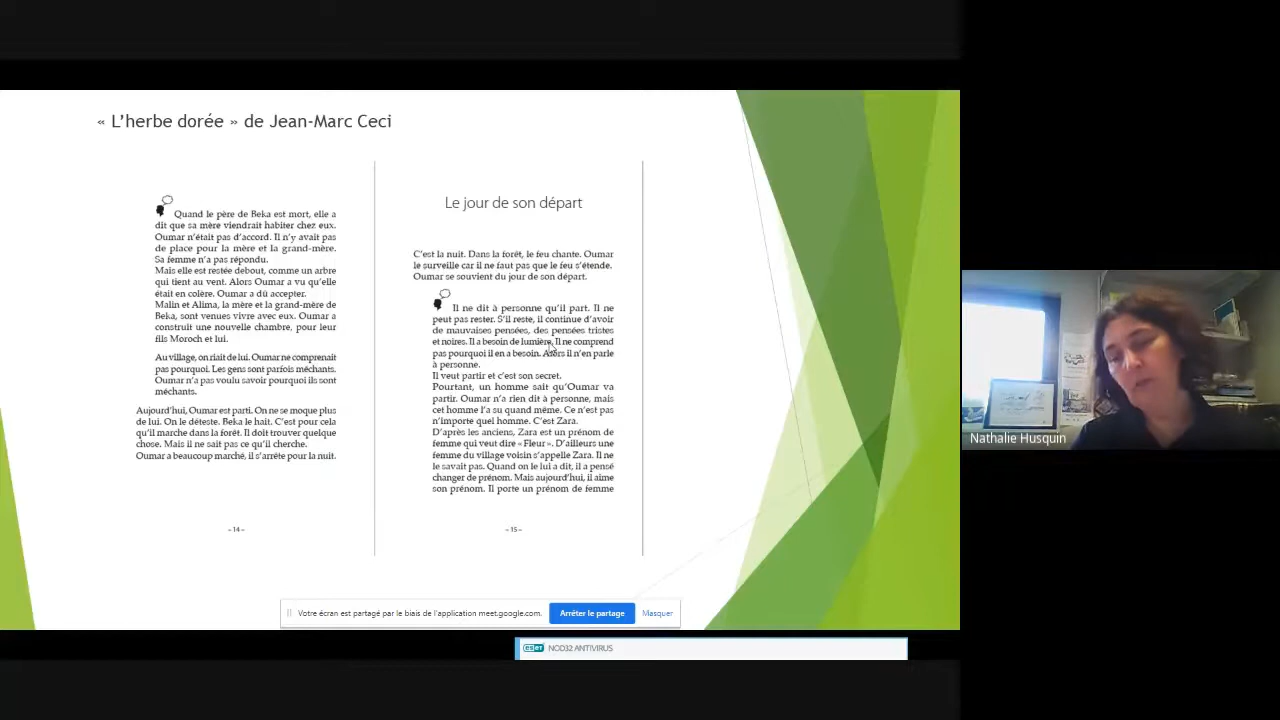 « L'herbe dorée » de Jean-Marc Ceci
Quand le père de Beka est mort, elle a
dit que sa mère viendrait habiter chez eux.
Oumar n'était pas d'accord. Il n'y avait pas
de place pour la mère et la grand-mère.
Sa femme n'a pas répondu.
Mais elle est restée debout, comme un arbre
qui tient au vent. Alors Oumar a vu qu'elle
était en colère. Oumar a dû accepter.
Malin et Alima, la mère et la grand-mère de
Beka, sont venues vivre avec eux. Oumar a
construit une nouvelle chambre, pour leur
fils Moroch et lui.
Au village, on riait de lui. Oumar ne comprenait
pas pourquoi. Les gens sont parfois méchants.
Oumar n'a pas voulu savoir pourquoi ils sont
méchants.
Aujourd'hui, Oumar est parti. On ne se moque plus
de lui. On le déteste. Beka le hait. C'est pour cela
qu'il marche dans la forêt. Il doit trouver quelque
chose. Mais il ne sait pas ce qu'il cherche.
Oumar a beaucoup marché, il s'arrête pour la nuit.
– 14 –
Le jour de son départ
C'est la nuit. Dans la forêt, le feu chante. Oumar
le surveille car il ne faut pas que le feu s'étende.
Oumar se souvient du jour de son départ.
Il ne dit à personne qu'il part. Il ne
peut pas rester. S'il reste, il continue d'avoir
de mauvaises pensées, des pensées tristes
et noires. Il a besoin de lumière. Il ne comprend
pas pourquoi il en a besoin. Alors il n'en parle
à personne.
Il veut partir et c'est son secret.
Pourtant, un homme sait qu'Oumar va
partir. Oumar n'a rien dit à personne, mais
cet homme l'a su quand même. Ce n'est pas
n'importe quel homme. C'est Zara.
D'après les anciens, Zara est un prénom de
femme qui veut dire « Fleur ». D'ailleurs une
femme du village voisin s'appelle Zara. Il ne
le savait pas. Quand on le lui a dit, il a pensé
changer de prénom. Mais aujourd'hui, il aime
son prénom. Il porte un prénom de femme
– 15 –
Votre écran est partagé par le biais de l'application meet.google.com.
Arrêter le partage
Masquer
eset NOD32 ANTIVIRUS
Nathalie Husquin